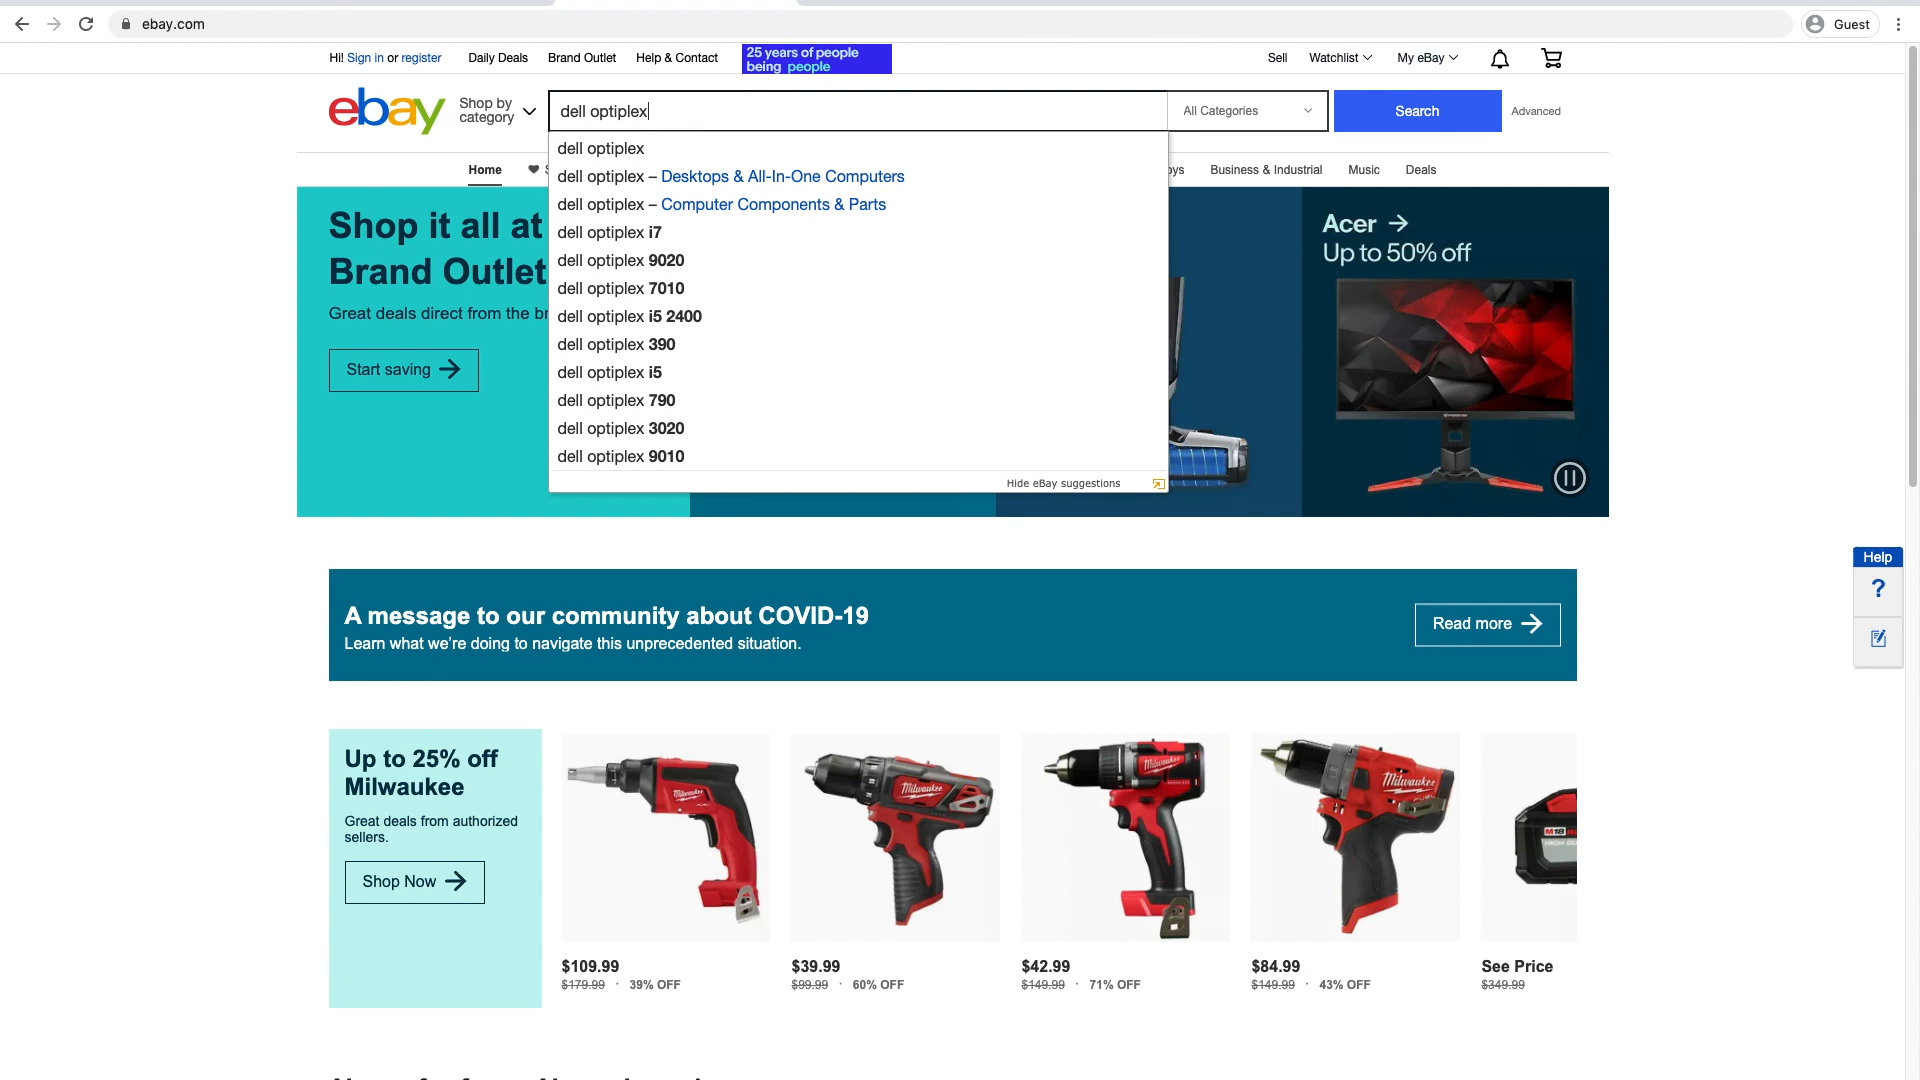 ebay.com
Guest
Hi! Sign in or register
Daily Deals
Brand Outlet
Help & Contact
25 years of people
being people
Sell
Watchlist
My eBay
ebay
Shop by
category
dell optiplex
All Categories
Search
Advanced
dell optiplex
dell optiplex – Desktops & All-In-One Computers
dell optiplex – Computer Components & Parts
dell optiplex i7
dell optiplex 9020
dell optiplex 7010
dell optiplex i5 2400
dell optiplex 390
dell optiplex i5
dell optiplex 790
dell optiplex 3020
dell optiplex 9010
Hide eBay suggestions
Home
Business & Industrial
Music
Deals
Shop it all at
Brand Outlet
Great deals direct from the br
Start saving
Acer
Up to 50% off
Help
?
A message to our community about COVID-19
Learn what we're doing to navigate this unprecedented situation.
Read more
Up to 25% off
Milwaukee
Great deals from authorized
sellers.
Shop Now
Milwaukee
Milwaukee
Milwaukee
Milwaukee
M18
$109.99
$179.99 · 39% OFF
$39.99
$99.99 · 60% OFF
$42.99
$149.99 · 71% OFF
$84.99
$149.99 · 43% OFF
See Price
$349.99